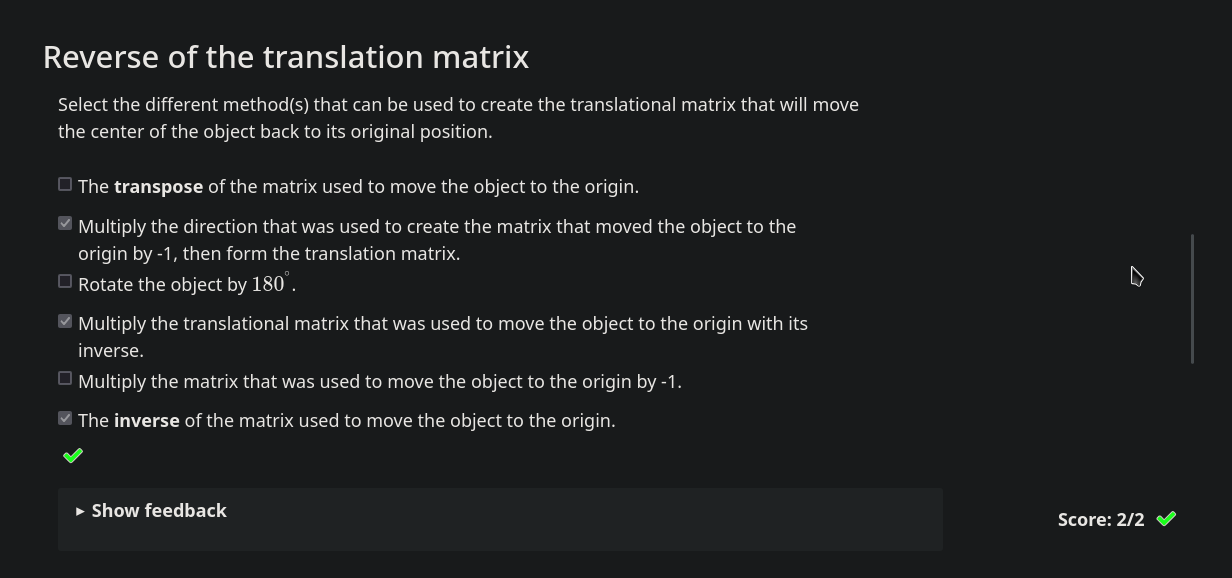 Reverse of the translation matrix
Select the different method(s) that can be used to create the translational matrix that will move
the center of the object back to its original position.
The transpose of the matrix used to move the object to the origin.
Multiply the direction that was used to create the matrix that moved the object to the
origin by -1, then form the translation matrix.
Rotate the object by 180°.
Multiply the translational matrix that was used to move the object to the origin with its
inverse.
Multiply the matrix that was used to move the object to the origin by -1.
The inverse of the matrix used to move the object to the origin.
▸ Show feedback
Score: 2/2